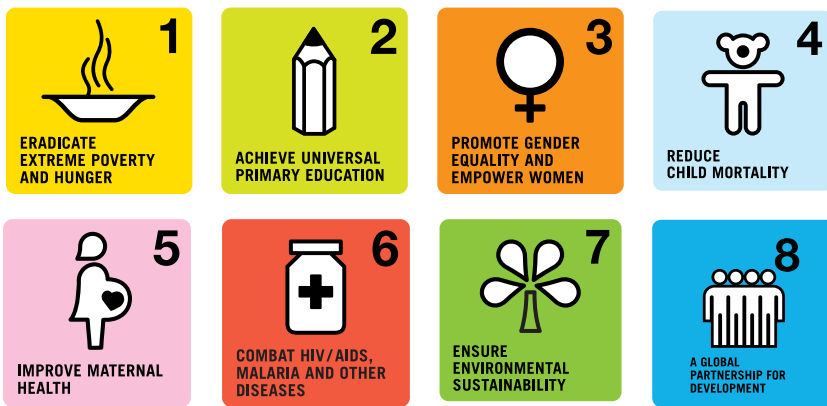 1
ERADICATE
EXTREME POVERTY
AND HUNGER
2
ACHIEVE UNIVERSAL
PRIMARY EDUCATION
3
PROMOTE GENDER
EQUALITY AND
EMPOWER WOMEN
4
REDUCE
CHILD MORTALITY
5
IMPROVE MATERNAL
HEALTH
6
COMBAT HIV/AIDS,
MALARIA AND OTHER
DISEASES
7
ENSURE
ENVIRONMENTAL
SUSTAINABILITY
8
A GLOBAL
PARTNERSHIP FOR
DEVELOPMENT